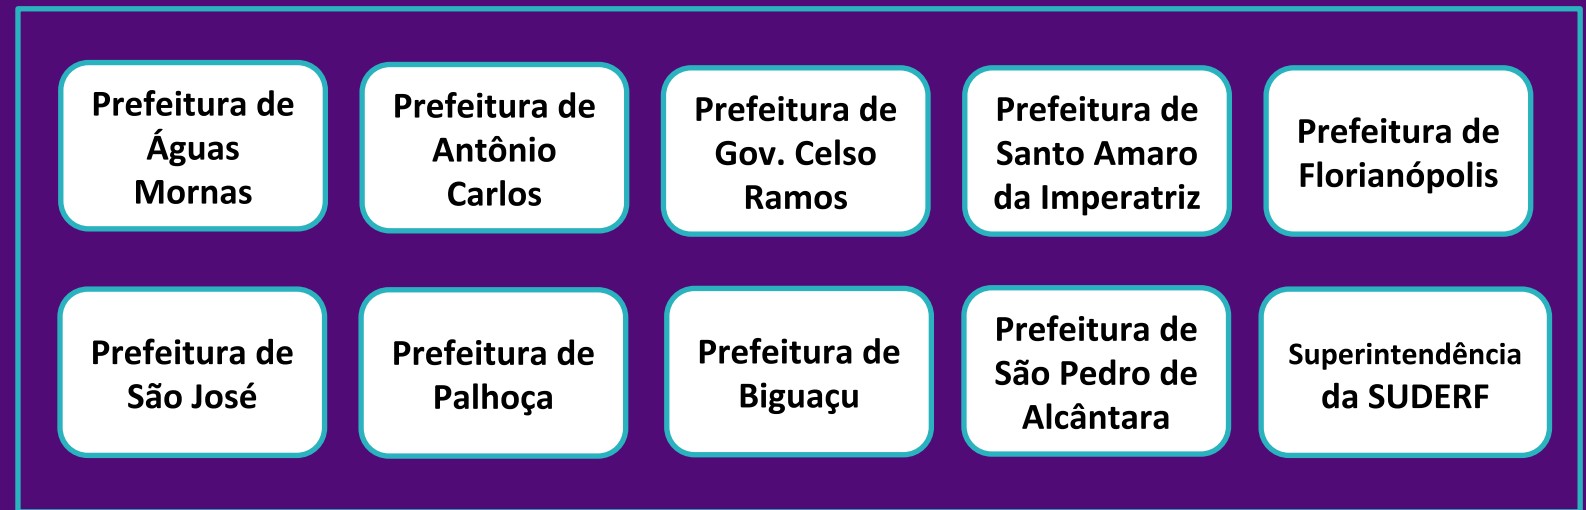 Prefeitura de
Águas
Mornas
Prefeitura de
Antônio
Carlos
Prefeitura de
Gov. Celso
Ramos
Prefeitura de
Santo Amaro
da Imperatriz
Prefeitura de
Florianópolis
Prefeitura de
São José
Prefeitura de
Palhoça
Prefeitura de
Biguaçu
Prefeitura de
São Pedro de
Alcântara
Superintendência
da SUDERF